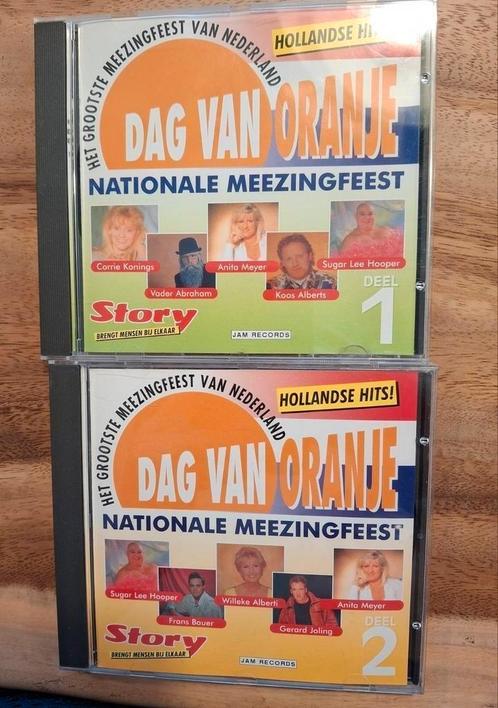 HET GROOTSTE MEEZINGFEEST VAN NEDERLAND
HOLLANDSE HITS!
DAG VAN ORANJE
NATIONALE MEEZINGFEEST
Corrie Konings
Vader Abraham
Anita Meyer
Koos Alberts
Sugar Lee Hooper
DEEL
1
Story
BRENGT MENSEN BIJ ELKAAR
JAM RECORDS
HET GROOTSTE MEEZINGFEEST VAN NEDERLAND
HOLLANDSE HITS!
DAG VAN ORANJE
NATIONALE MEEZINGFEEST
Sugar Lee Hooper
Frans Bauer
Willeke Alberti
Gerard Joling
Anita Meyer
DEEL
2
Story
BRENGT MENSEN BIJ ELKAAR
JAM RECORDS